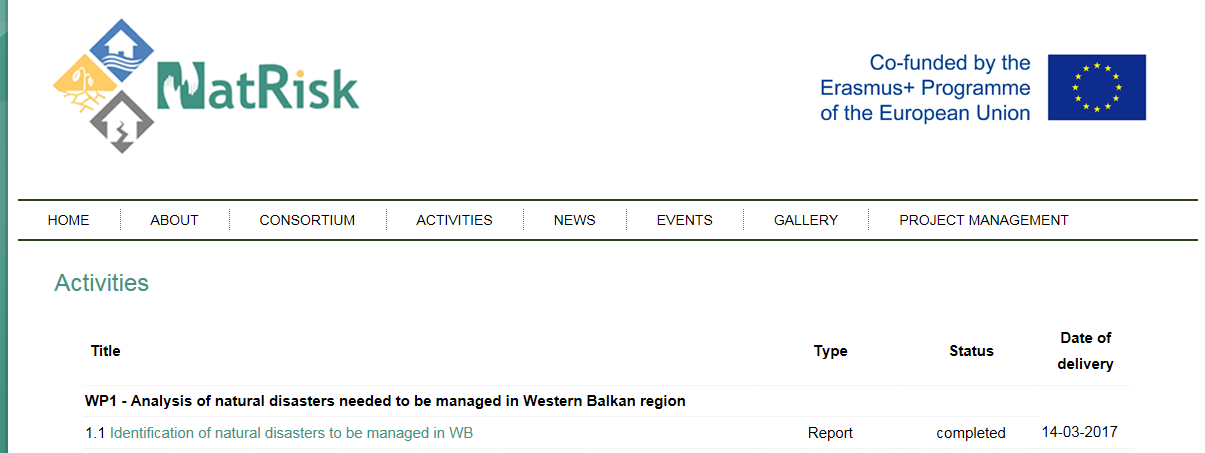 NatRisk
Co-funded by the
Erasmus+ Programme
of the European Union
HOME ABOUT CONSORTIUM ACTIVITIES NEWS EVENTS GALLERY PROJECT MANAGEMENT
Activities
Title Type Status Date of
delivery
WP1 - Analysis of natural disasters needed to be managed in Western Balkan region
1.1 Identification of natural disasters to be managed in WB Report completed 14-03-2017